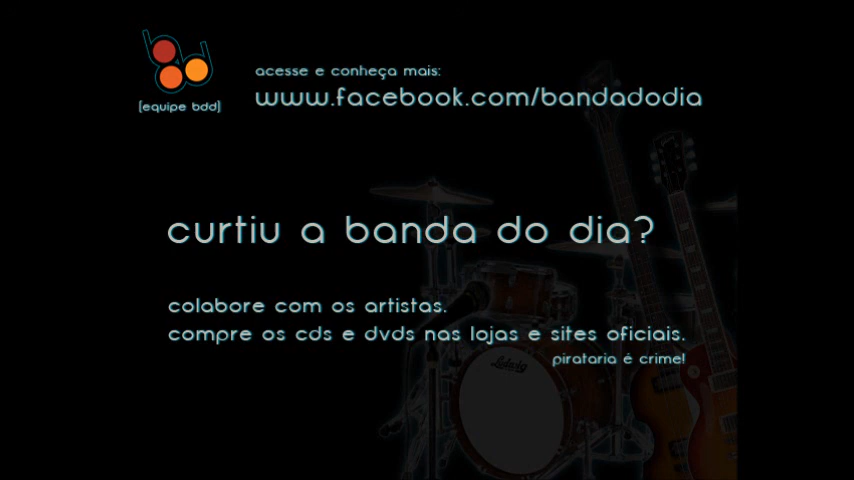 acesse e conheça mais:
www.facebook.com/bandadodia
[equipe bdd]
curtiu a banda do dia?
colabore com os artistas.
compre os cds e dvds nas lojas e sites oficiais.
pirataria é crime!
Ludwig